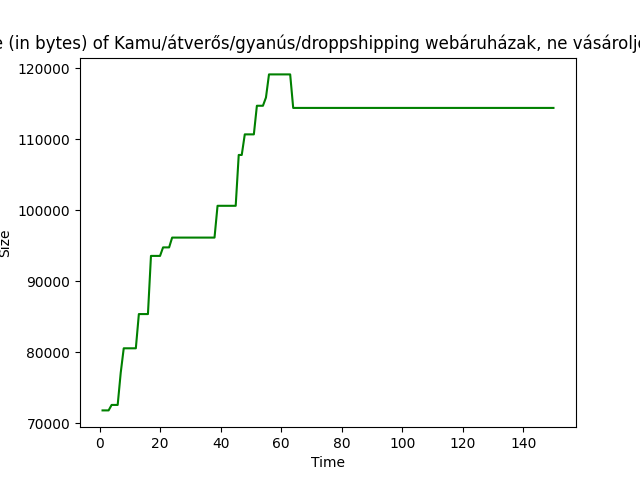 e (in bytes) of Kamu/átverős/gyanús/droppshipping webáruházak, ne vásárolj
120000
110000
100000
90000
80000
70000
Size
0 20 40 60 80 100 120 140
Time